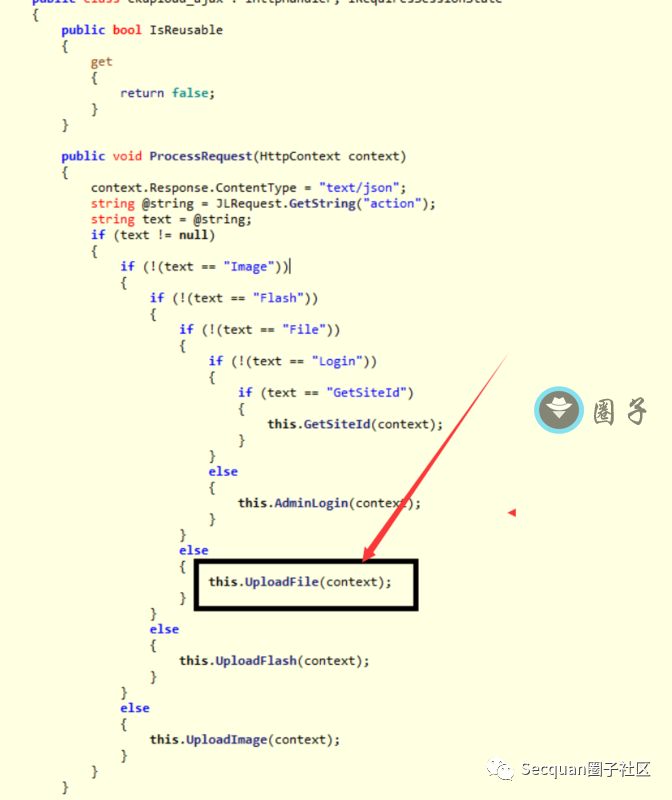 public class ckupload_ajax : IHttpHandler, IRequiresSessionState
{
    public bool IsReusable
    {
        get
        {
            return false;
        }
    }

    public void ProcessRequest(HttpContext context)
    {
        context.Response.ContentType = "text/json";
        string @string = JLRequest.GetString("action");
        string text = @string;
        if (text != null)
        {
            if (!(text == "Image"))
            {
                if (!(text == "Flash"))
                {
                    if (!(text == "File"))
                    {
                        if (!(text == "Login"))
                        {
                            if (text == "GetSiteId")
                            {
                                this.GetSiteId(context);
                            }
                        }
                        else
                        {
                            this.AdminLogin(context);
                        }
                    }
                    else
                    {
                        this.UploadFile(context);
                    }
                }
                else
                {
                    this.UploadFlash(context);
                }
            }
            else
            {
                this.UploadImage(context);
            }
        }
    }
圈子
Secquan圈子社区